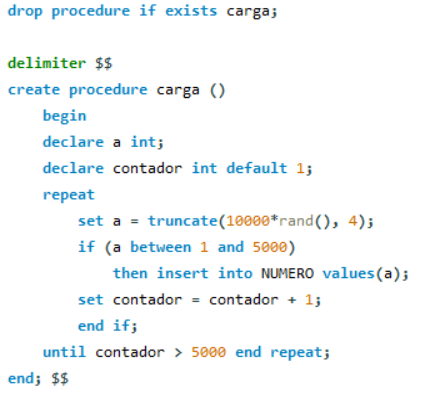 drop procedure if exists carga;
delimiter $$
create procedure carga ()
begin
declare a int;
declare contador int default 1;
repeat
set a = truncate(10000*rand(), 4);
if (a between 1 and 5000)
then insert into NUMERO values(a);
set contador = contador + 1;
end if;
until contador > 5000 end repeat;
end; $$